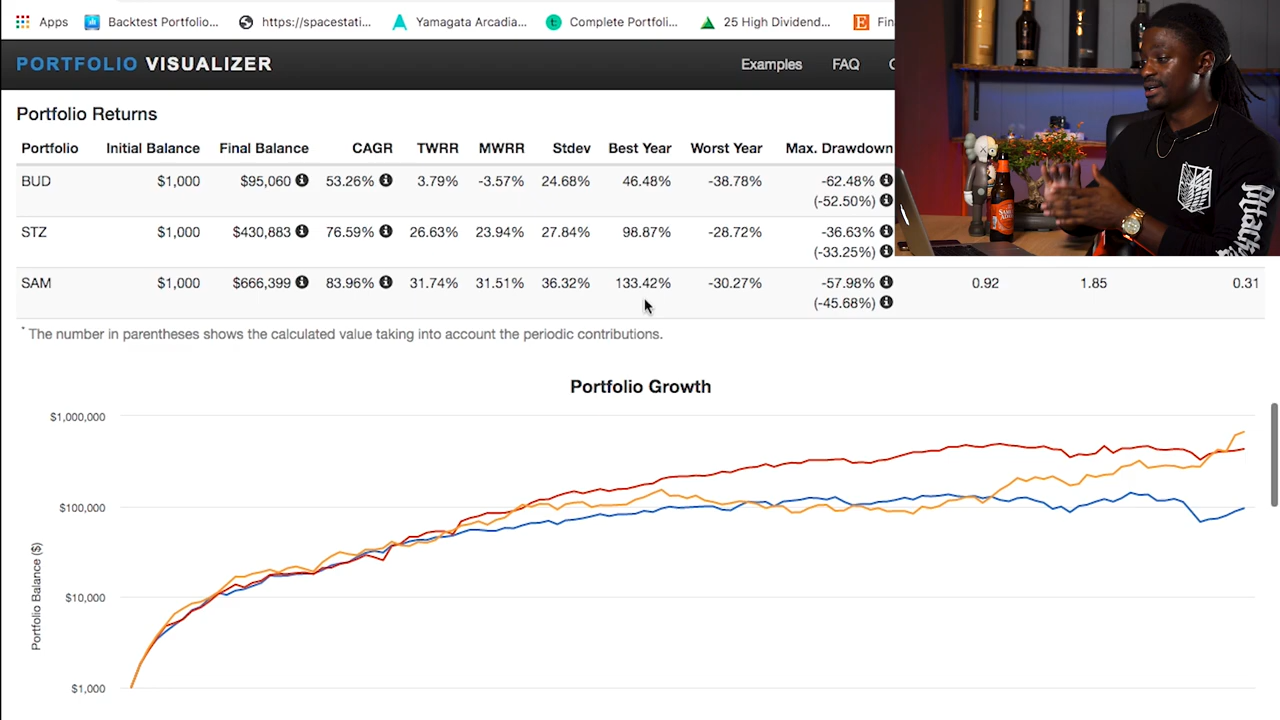 Apps Backtest Portfolio... https://spacestati... Yamagata Arcadia... Complete Portfoli... 25 High Dividend... Fin
PORTFOLIO VISUALIZER Examples FAQ
Portfolio Returns
Portfolio Initial Balance Final Balance CAGR TWRR MWRR Stdev Best Year Worst Year Max. Drawdown
BUD $1,000 $95,060 53.26% 3.79% -3.57% 24.68% 46.48% -38.78% -62.48%
(-52.50%)
STZ $1,000 $430,883 76.59% 26.63% 23.94% 27.84% 98.87% -28.72% -36.63%
(-33.25%)
SAM $1,000 $666,399 83.96% 31.74% 31.51% 36.32% 133.42% -30.27% -57.98% 0.92 1.85 0.31
(-45.68%)
* The number in parentheses shows the calculated value taking into account the periodic contributions.
Portfolio Growth
Portfolio Balance ($)
$1,000,000
$100,000
$10,000
$1,000